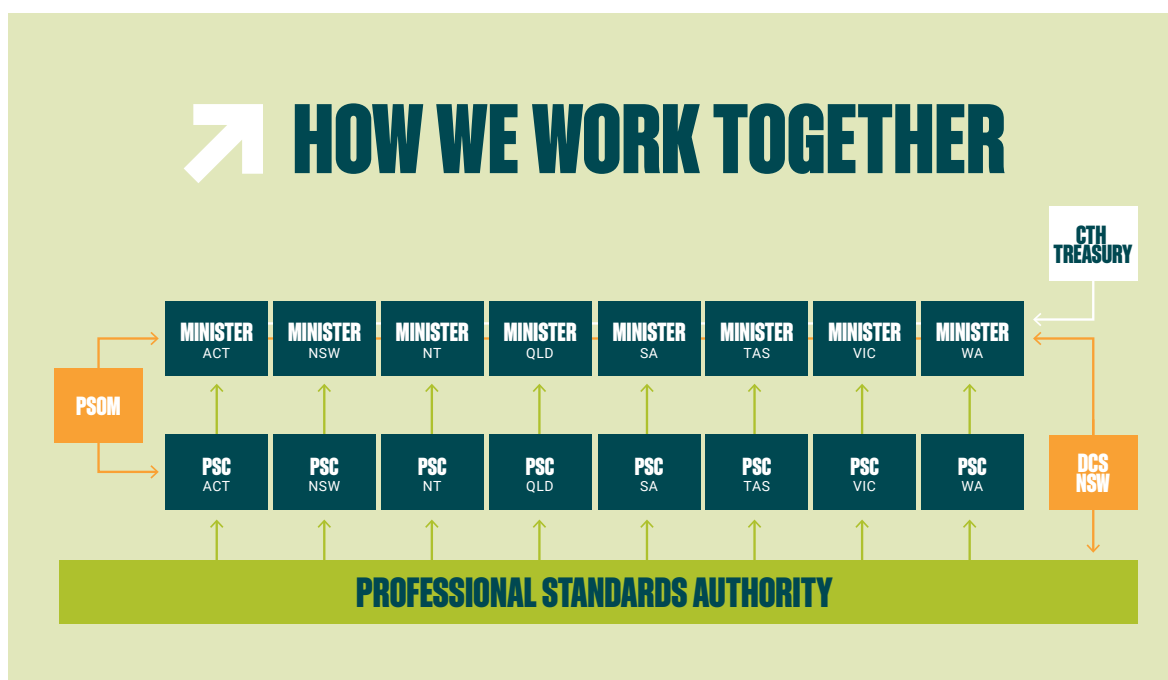 HOW WE WORK TOGETHER
CTH
TREASURY
MINISTER
ACT
MINISTER
NSW
MINISTER
NT
MINISTER
QLD
MINISTER
SA
MINISTER
TAS
MINISTER
VIC
MINISTER
WA
PSOM
PSC
ACT
PSC
NSW
PSC
NT
PSC
QLD
PSC
SA
PSC
TAS
PSC
VIC
PSC
WA
DCS
NSW
PROFESSIONAL STANDARDS AUTHORITY